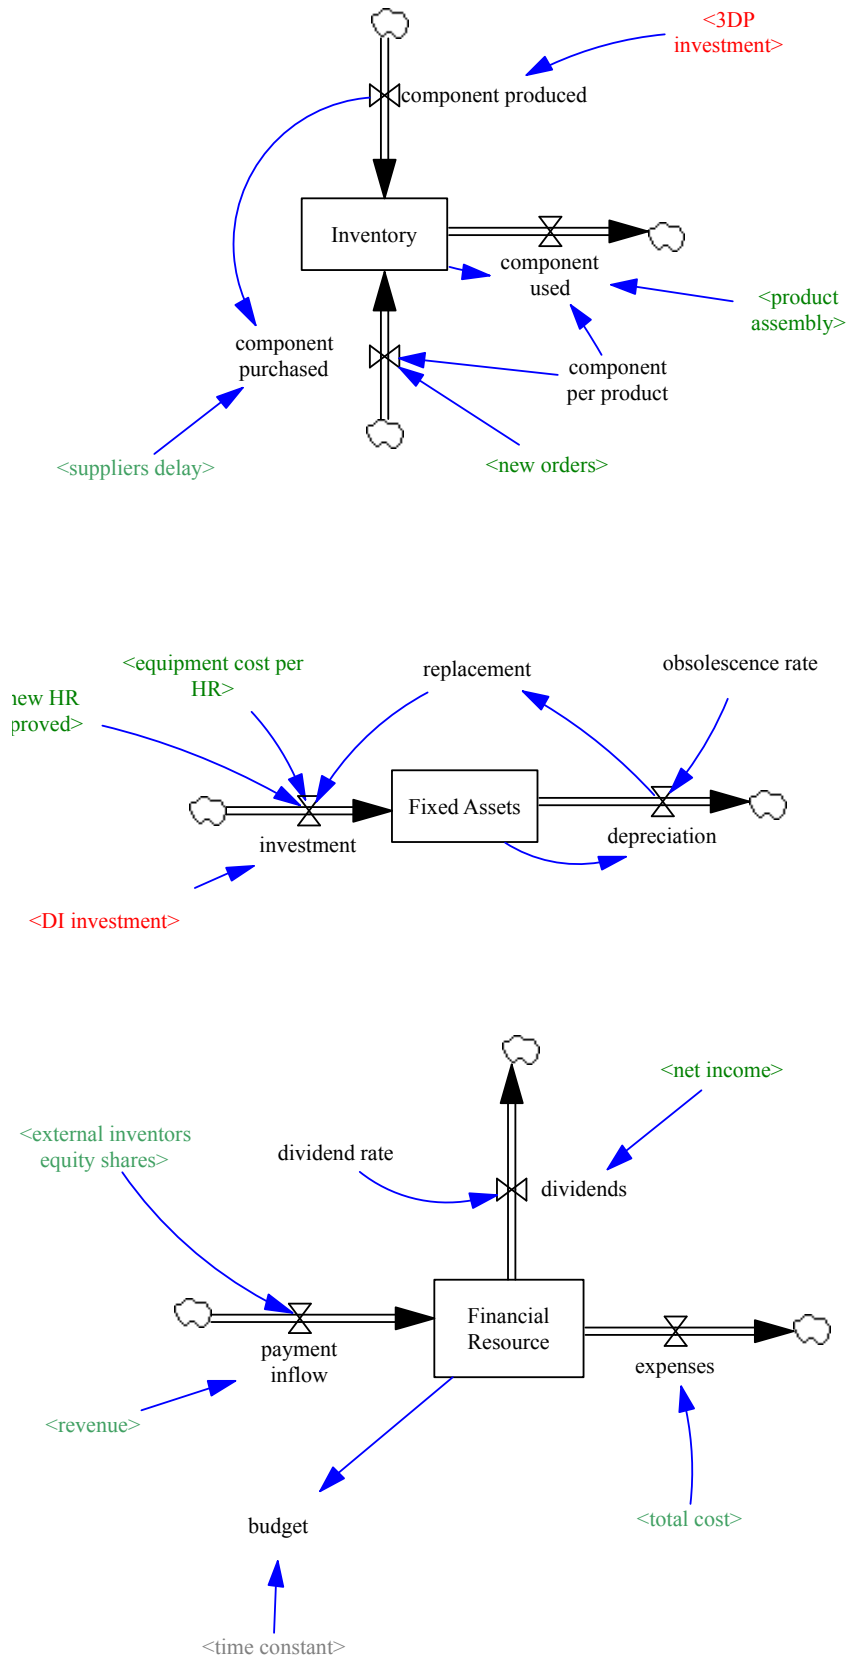 <3DP
investment>
component produced
Inventory
component
used
<product
assembly>
component
purchased
component
per product
<suppliers delay>
<new orders>
<equipment cost per
HR>
replacement
obsolescence rate
new HR
proved>
Fixed Assets
investment
depreciation
<DI investment>
<net income>
<external inventors
equity shares>
dividend rate
dividends
Financial
Resource
payment
inflow
expenses
<revenue>
budget
<total cost>
<time constant>